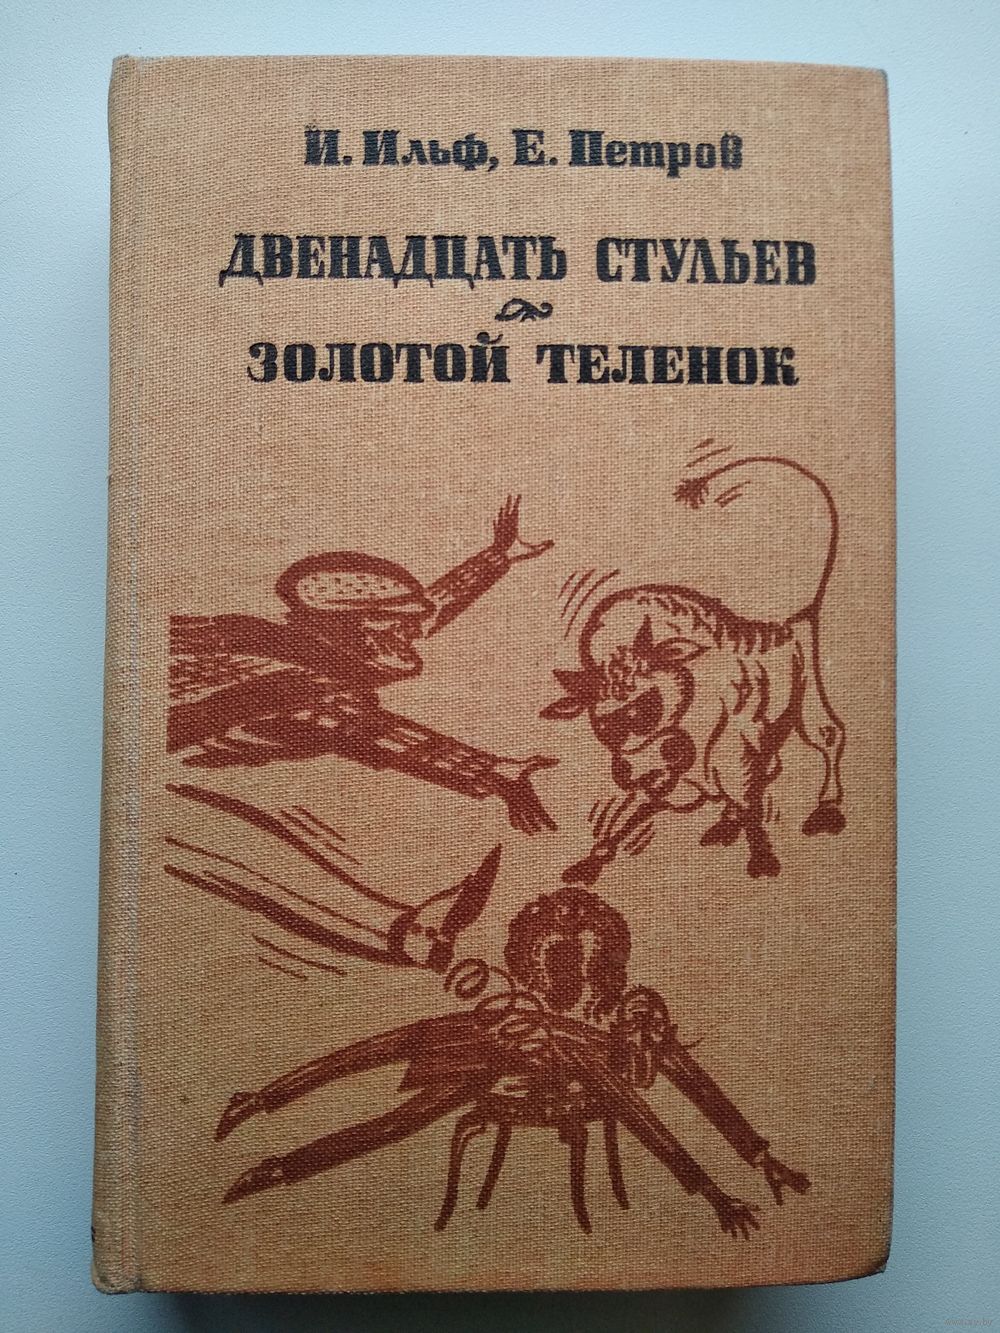 И. Ильф, Е. Петров
ДВЕНАДЦАТЬ СТУЛЬЕВ
ЗОЛОТОЙ ТЕЛЕНОК